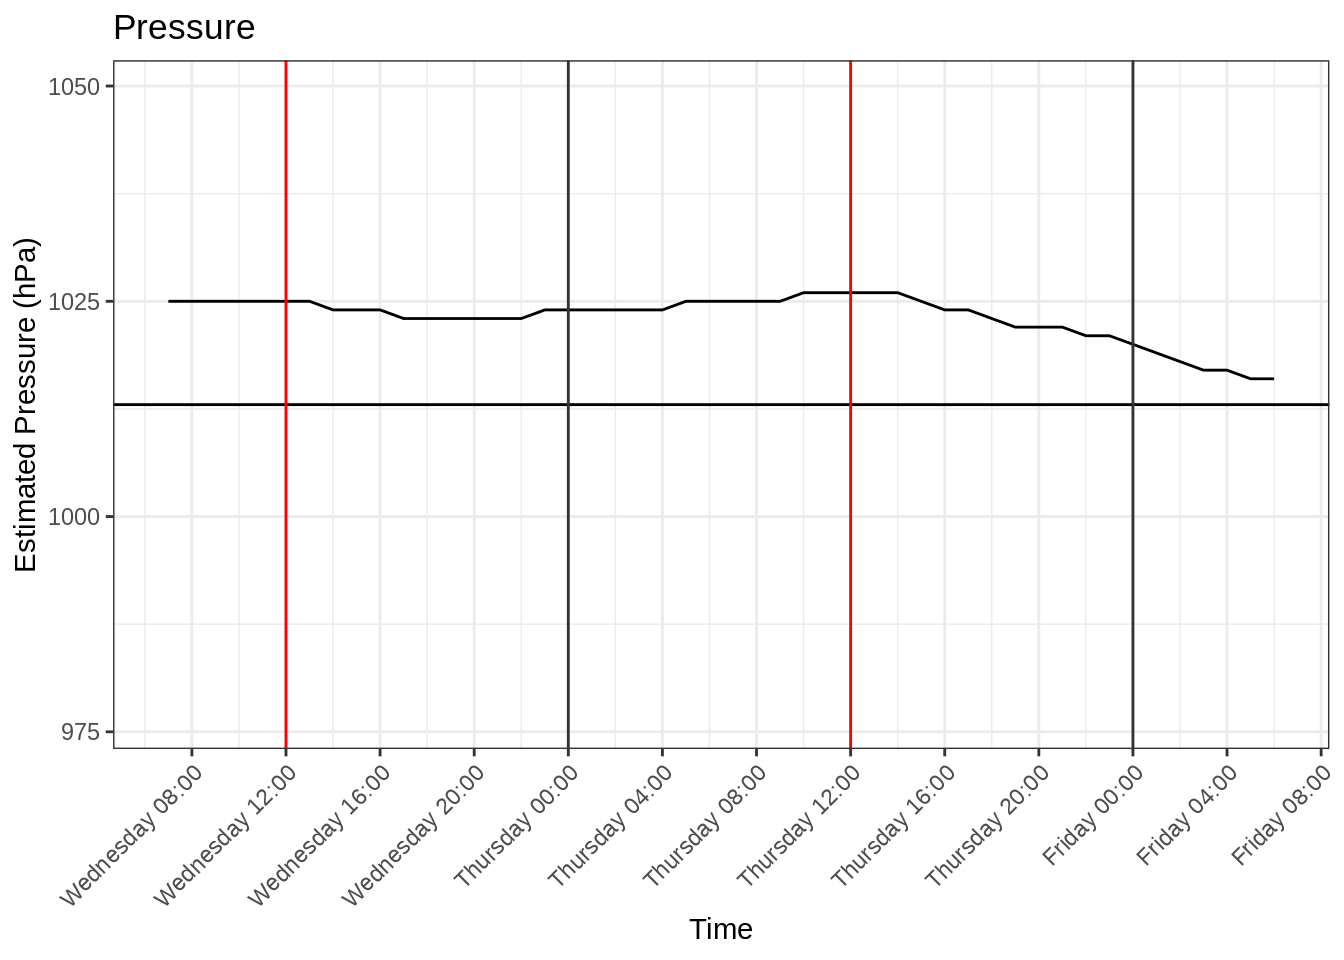 Pressure
Estimated Pressure (hPa)
1050
1025
1000
975
Wednesday 08:00
Wednesday 12:00
Wednesday 16:00
Wednesday 20:00
Thursday 00:00
Thursday 04:00
Thursday 08:00
Thursday 12:00
Thursday 16:00
Thursday 20:00
Friday 00:00
Friday 04:00
Friday 08:00
Time